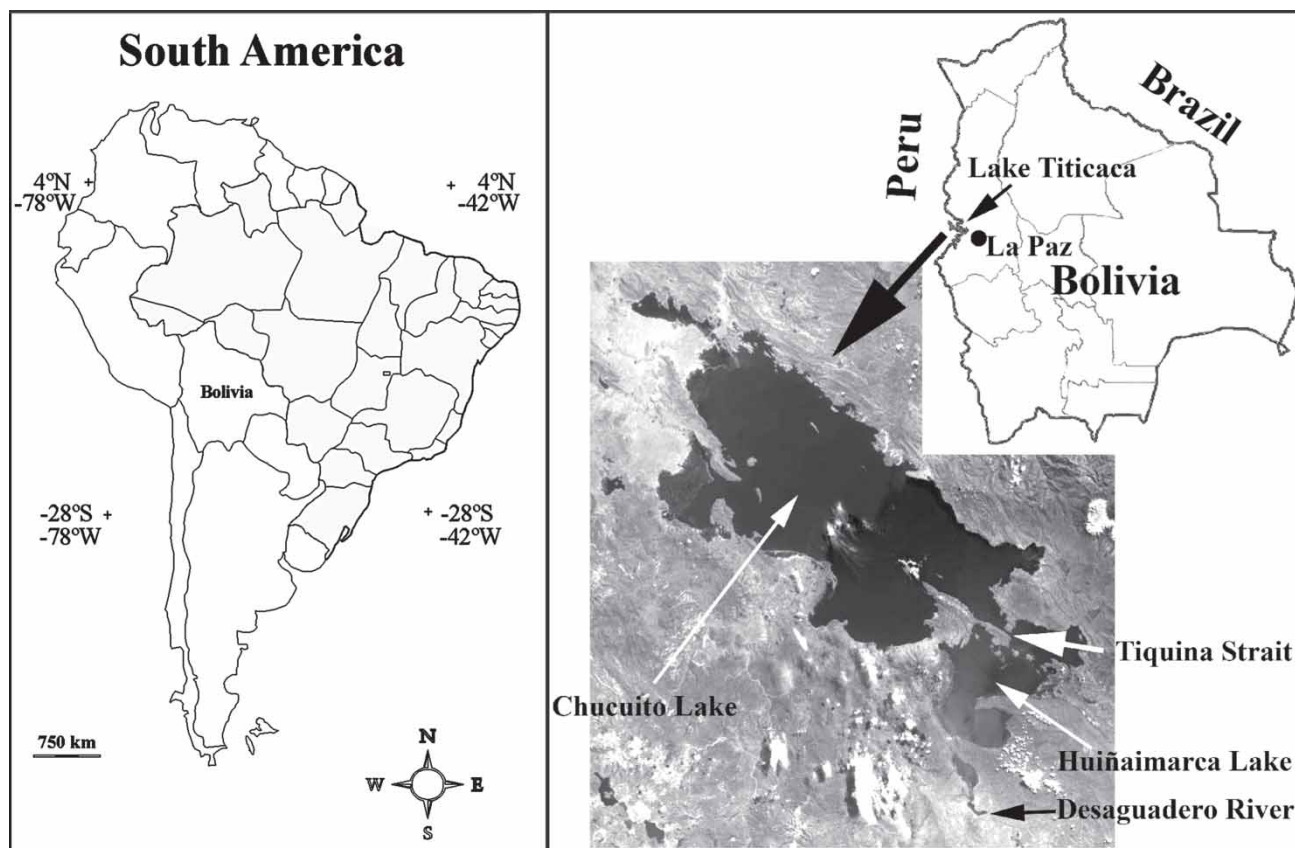 South America
4ºN
-78ºW
4ºN
-42ºW
Bolivia
-28ºS
-78ºW
-28ºS
-42ºW
750 km
N
W
E
S
Peru
Brazil
Lake Titicaca
La Paz
Bolivia
Chucuito Lake
Tiquina Strait
Huiñaimarca Lake
Desaguadero River